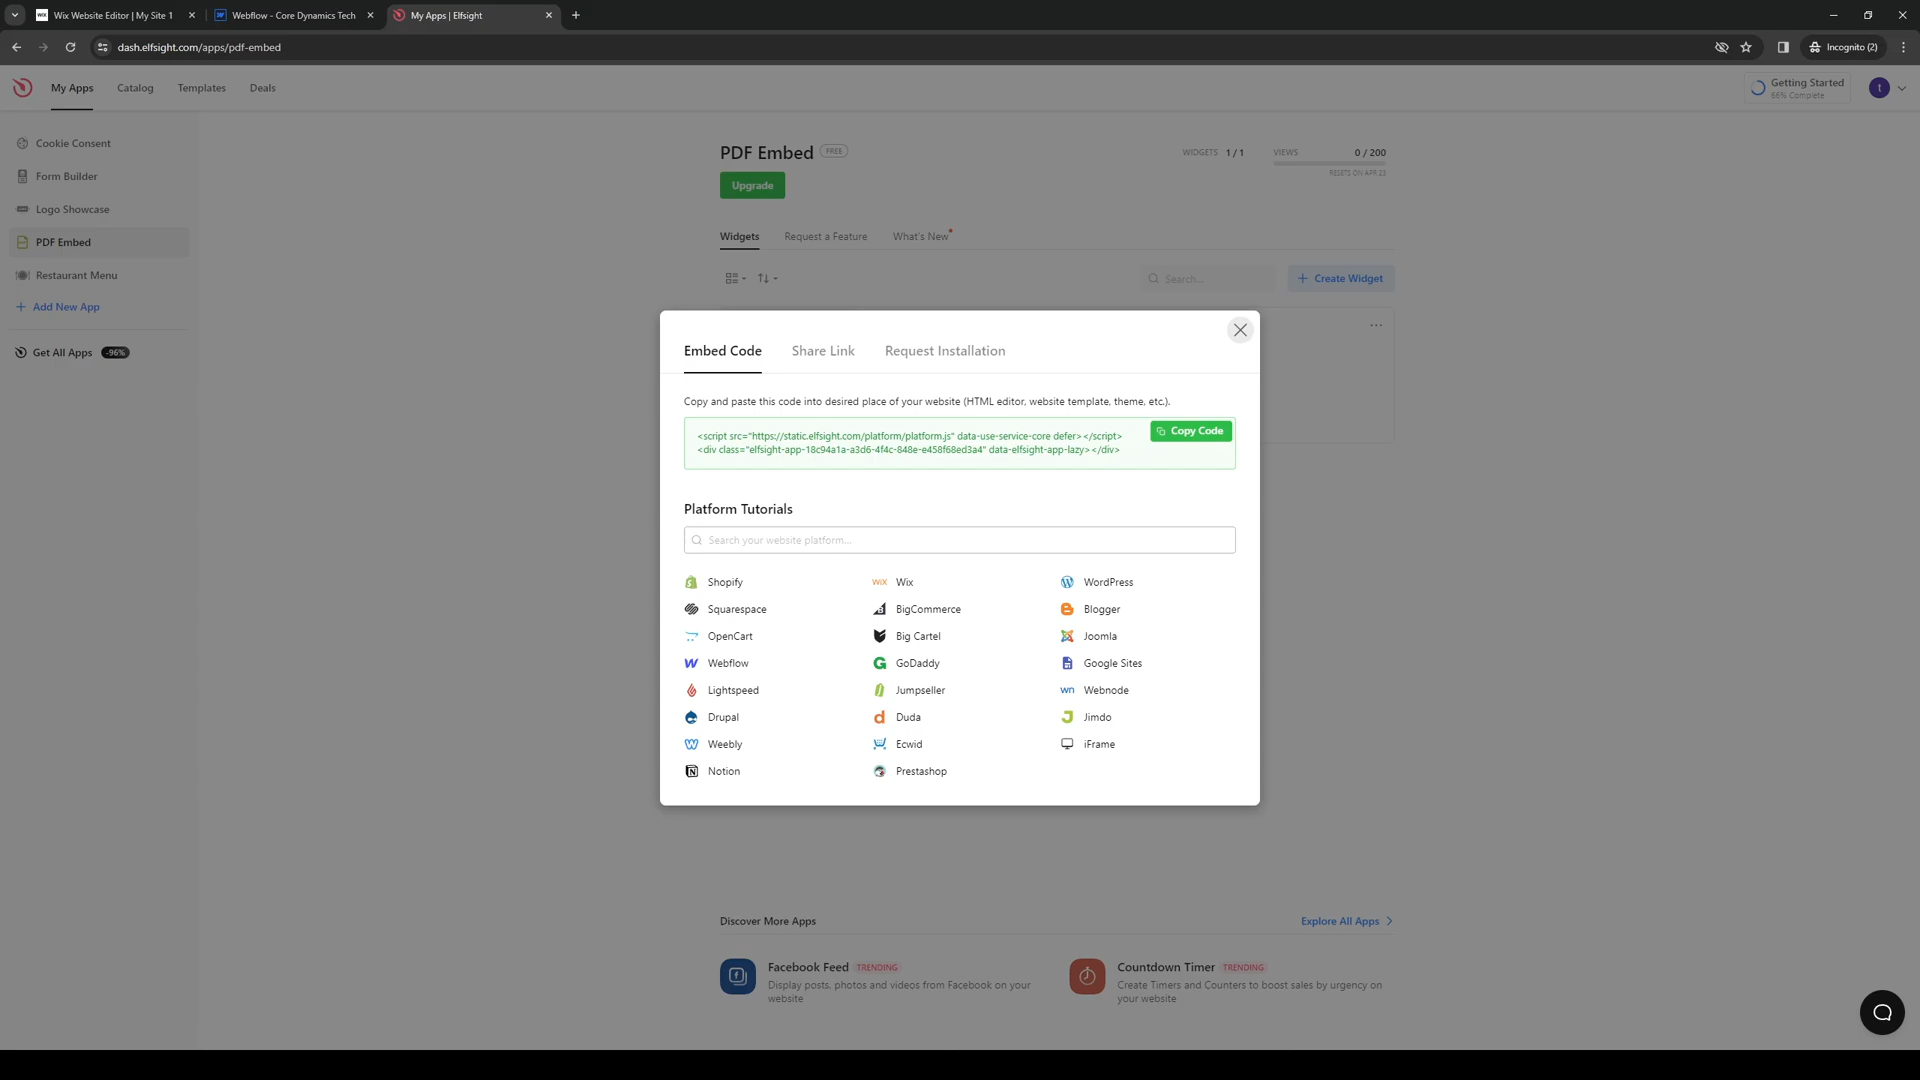 Wix Website Editor | My Site 1
Webflow - Core Dynamics Tech
My Apps | Elfsight
dash.elfsight.com/apps/pdf-embed
Incognito (2)
My Apps
Catalog
Templates
Deals
Getting Started
66% Complete
t
Cookie Consent
Form Builder
Logo Showcase
PDF Embed
Restaurant Menu
Add New App
Get All Apps -96%
PDF Embed FREE
WIDGETS 1 / 1
VIEWS 0 / 200
RESETS ON APR 23
Upgrade
Widgets
Request a Feature
What's New
Search...
Create Widget
Embed Code
Share Link
Request Installation
Copy and paste this code into desired place of your website (HTML editor, website template, theme, etc.).
<script src="https://static.elfsight.com/platform/platform.js" data-use-service-core defer></script>
<div class="elfsight-app-18c94a1a-a3d6-4f4c-848e-e458f68ed3a4" data-elfsight-app-lazy></div>
Copy Code
Platform Tutorials
Search your website platform...
Shopify
WiX Wix
WordPress
Squarespace
BigCommerce
Blogger
OpenCart
Big Cartel
Joomla
Webflow
GoDaddy
Google Sites
Lightspeed
Jumpseller
wn Webnode
Drupal
Duda
Jimdo
Weebly
Ecwid
iFrame
Notion
Prestashop
Discover More Apps
Explore All Apps
Facebook Feed TRENDING
Display posts, photos and videos from Facebook on your
website
Countdown Timer TRENDING
Create Timers and Counters to boost sales by urgency on
your website